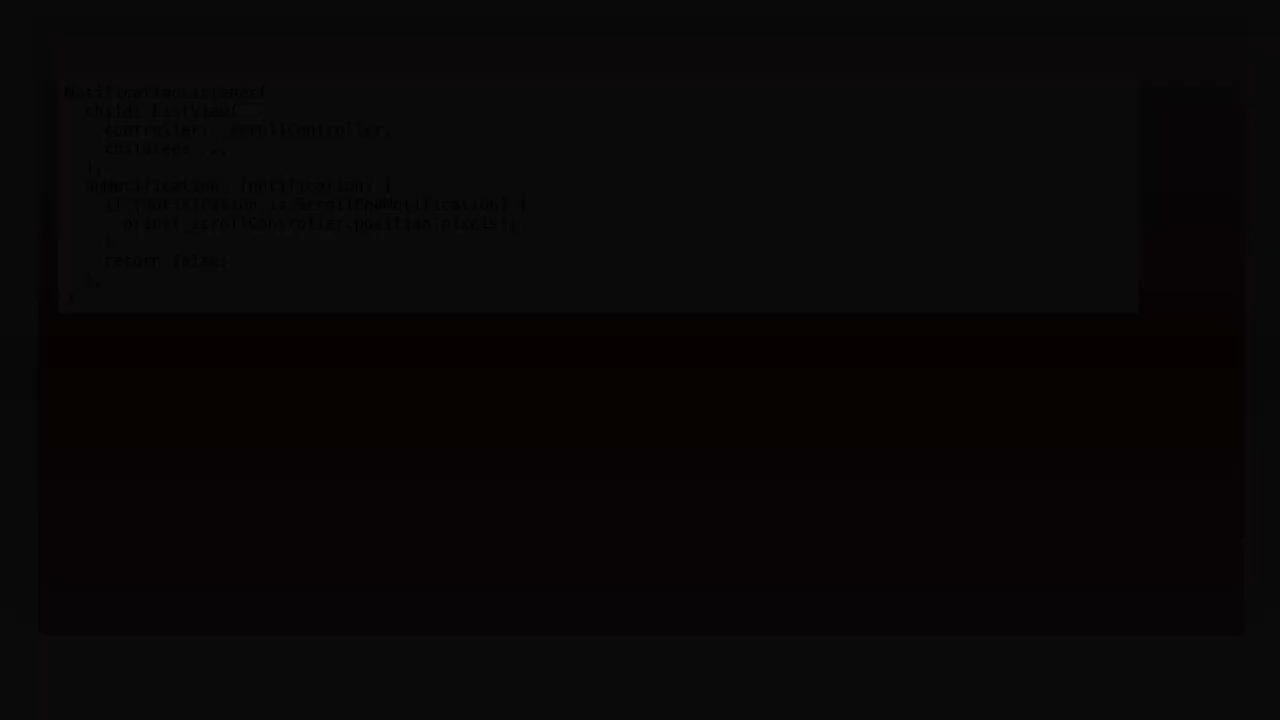 NotificationListener(
  child: ListView(
    controller: _scrollController,
    children: ...
  ),
  onNotification: (notification) {
    if (notification is ScrollEndNotification) {
      print(_scrollController.position.pixels);
    }
    return false;
  },
)